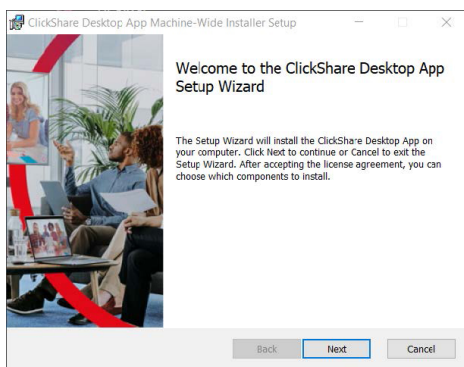 ClickShare Desktop App Machine-Wide Installer Setup
Welcome to the ClickShare Desktop App
Setup Wizard
The Setup Wizard will install the ClickShare Desktop App on
your computer. Click Next to continue or Cancel to exit the
Setup Wizard. After accepting the license agreement, you can
choose which components to install.
Back Next Cancel